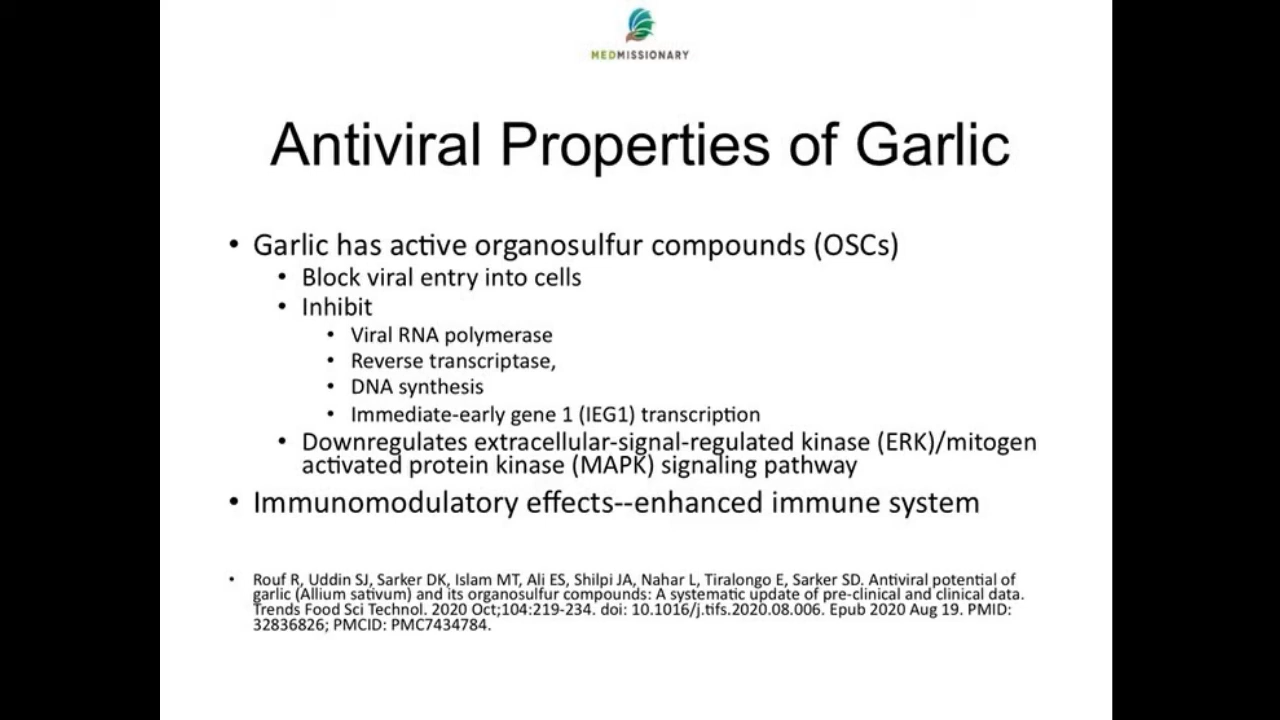 MEDMISSIONARY
Antiviral Properties of Garlic
• Garlic has active organosulfur compounds (OSCs)
• Block viral entry into cells
• Inhibit
• Viral RNA polymerase
• Reverse transcriptase,
• DNA synthesis
• Immediate-early gene 1 (IEG1) transcription
• Downregulates extracellular-signal-regulated kinase (ERK)/mitogen
activated protein kinase (MAPK) signaling pathway
• Immunomodulatory effects--enhanced immune system
• Rouf R, Uddin SJ, Sarker DK, Islam MT, Ali ES, Shilpi JA, Nahar L, Tiralongo E, Sarker SD. Antiviral potential of
garlic (Allium sativum) and its organosulfur compounds: A systematic update of pre-clinical and clinical data.
Trends Food Sci Technol. 2020 Oct;104:219-234. doi: 10.1016/j.tifs.2020.08.006. Epub 2020 Aug 19. PMID:
32836826; PMCID: PMC7434784.